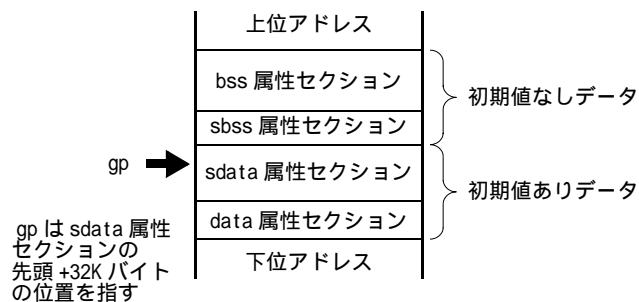 上位アドレス
bss 属性セクション
初期値なしデータ
sbss 属性セクション
gp
sdata 属性セクション
初期値ありデータ
data 属性セクション
gp は sdata 属性
セクションの
先頭 +32K バイト
の位置を指す
下位アドレス